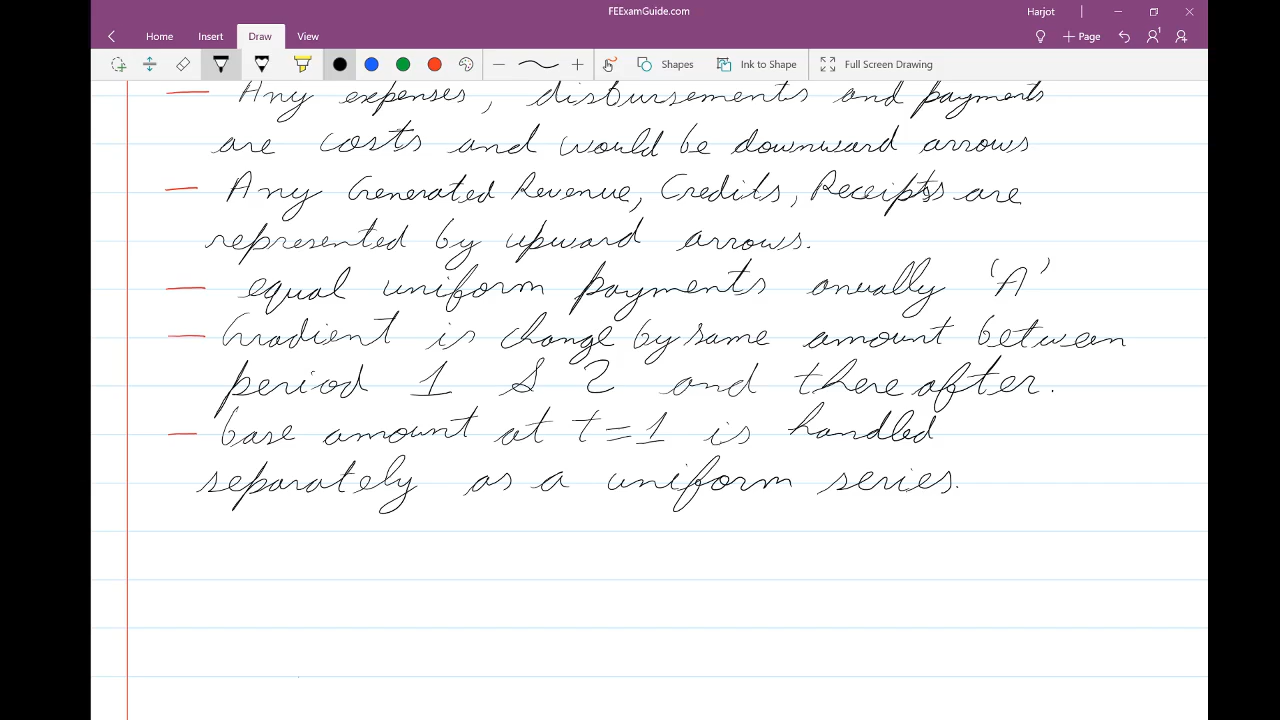 FEExamGuide.com
Harjot
Home Insert Draw View
Page
Shapes Ink to Shape Full Screen Drawing
— Any expenses, disbursements and payments
are costs and would be downward arrows
— Any Generated Revenue, Credits, Receipts are
represented by upward arrows.
— equal uniform payments anually 'A'
— Gradient is change by same amount between
period 1 & 2 and thereafter.
— base amount at t=1 is handled
separately as a uniform series.